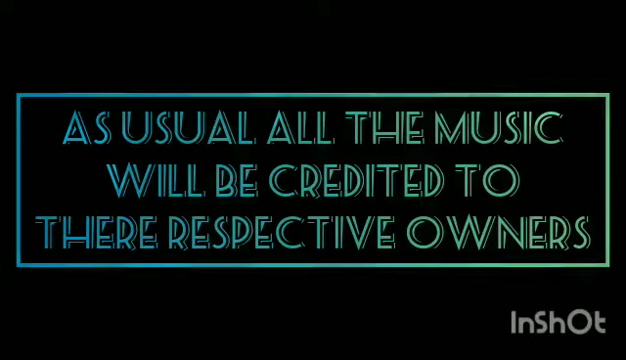 AS USUAL ALL THE MUSIC
WILL BE CREDITED TO
THERE RESPECTIVE OWNERS
InShOt